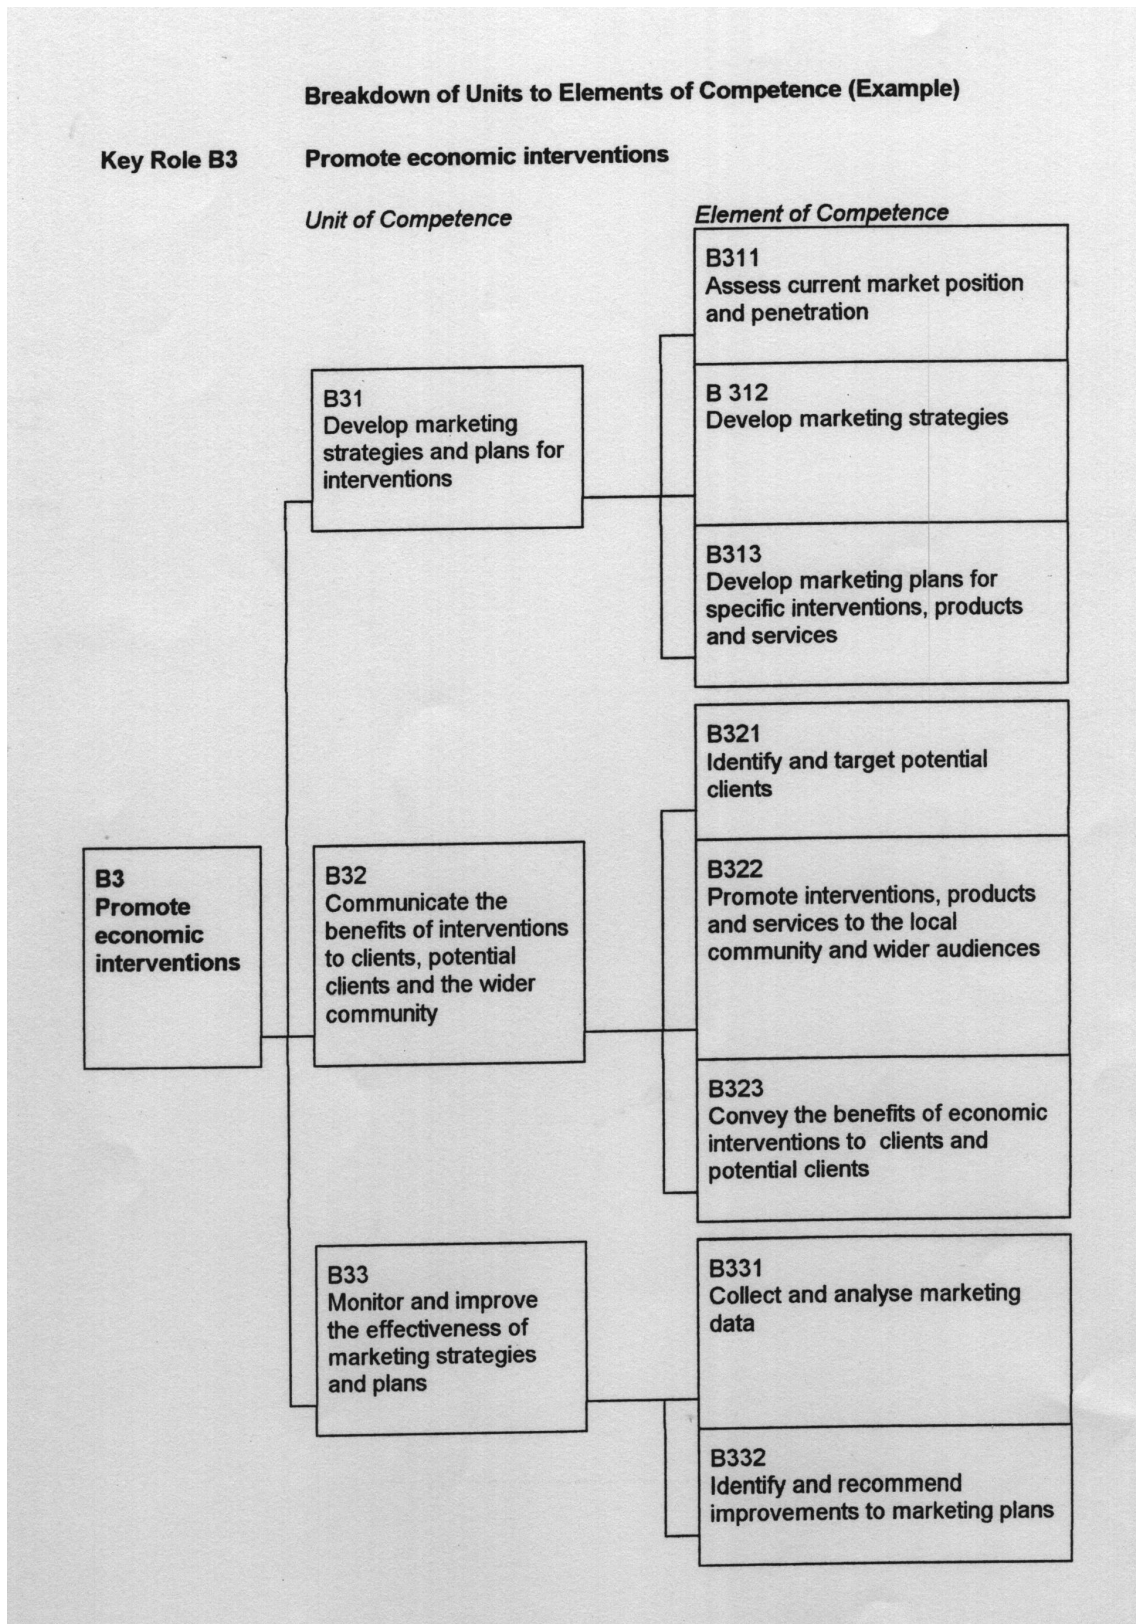 Breakdown of Units to Elements of Competence (Example)
Key Role B3 Promote economic interventions
Unit of Competence
Element of Competence
B311
Assess current market position
and penetration
B31
Develop marketing
strategies and plans for
interventions
B 312
Develop marketing strategies
B313
Develop marketing plans for
specific interventions, products
and services
B3
Promote
economic
interventions
B32
Communicate the
benefits of interventions
to clients, potential
clients and the wider
community
B321
Identify and target potential
clients
B322
Promote interventions, products
and services to the local
community and wider audiences
B323
Convey the benefits of economic
interventions to  clients and
potential clients
B33
Monitor and improve
the effectiveness of
marketing strategies
and plans
B331
Collect and analyse marketing
data
B332
Identify and recommend
improvements to marketing plans